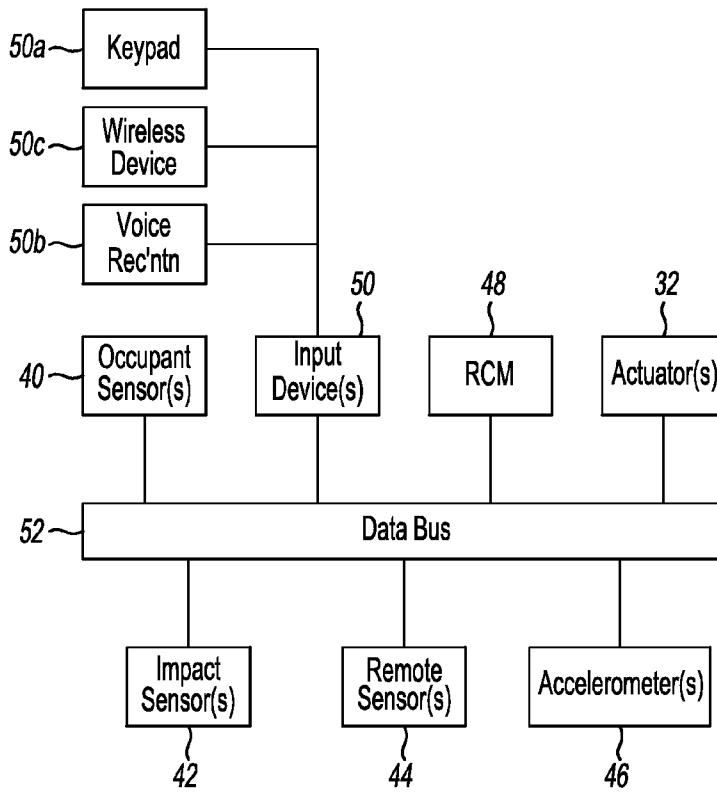 50a
Keypad
50c
Wireless
Device
50b
Voice
Rec'ntn
50
48
32
40
Occupant
Sensor(s)
Input
Device(s)
RCM
Actuator(s)
52
Data Bus
Impact
Sensor(s)
Remote
Sensor(s)
Accelerometer(s)
42
44
46